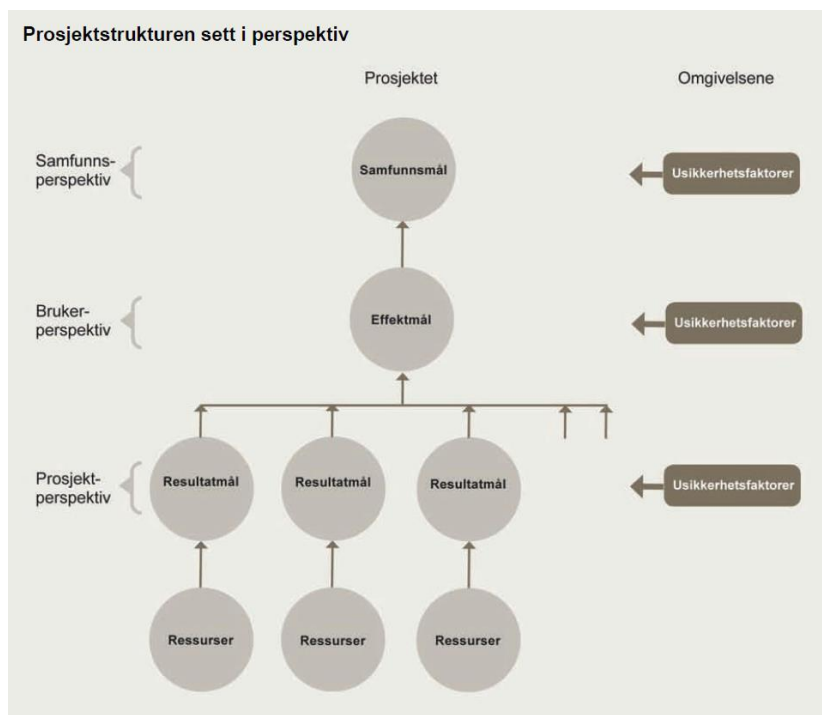 Prosjektstrukturen sett i perspektiv
Prosjektet
Omgivelsene
Samfunns-
perspektiv
Samfunnsmål
Usikkerhetsfaktorer
Bruker-
perspektiv
Effektmål
Usikkerhetsfaktorer
Prosjekt-
perspektiv
Resultatmål
Resultatmål
Resultatmål
Usikkerhetsfaktorer
Ressurser
Ressurser
Ressurser